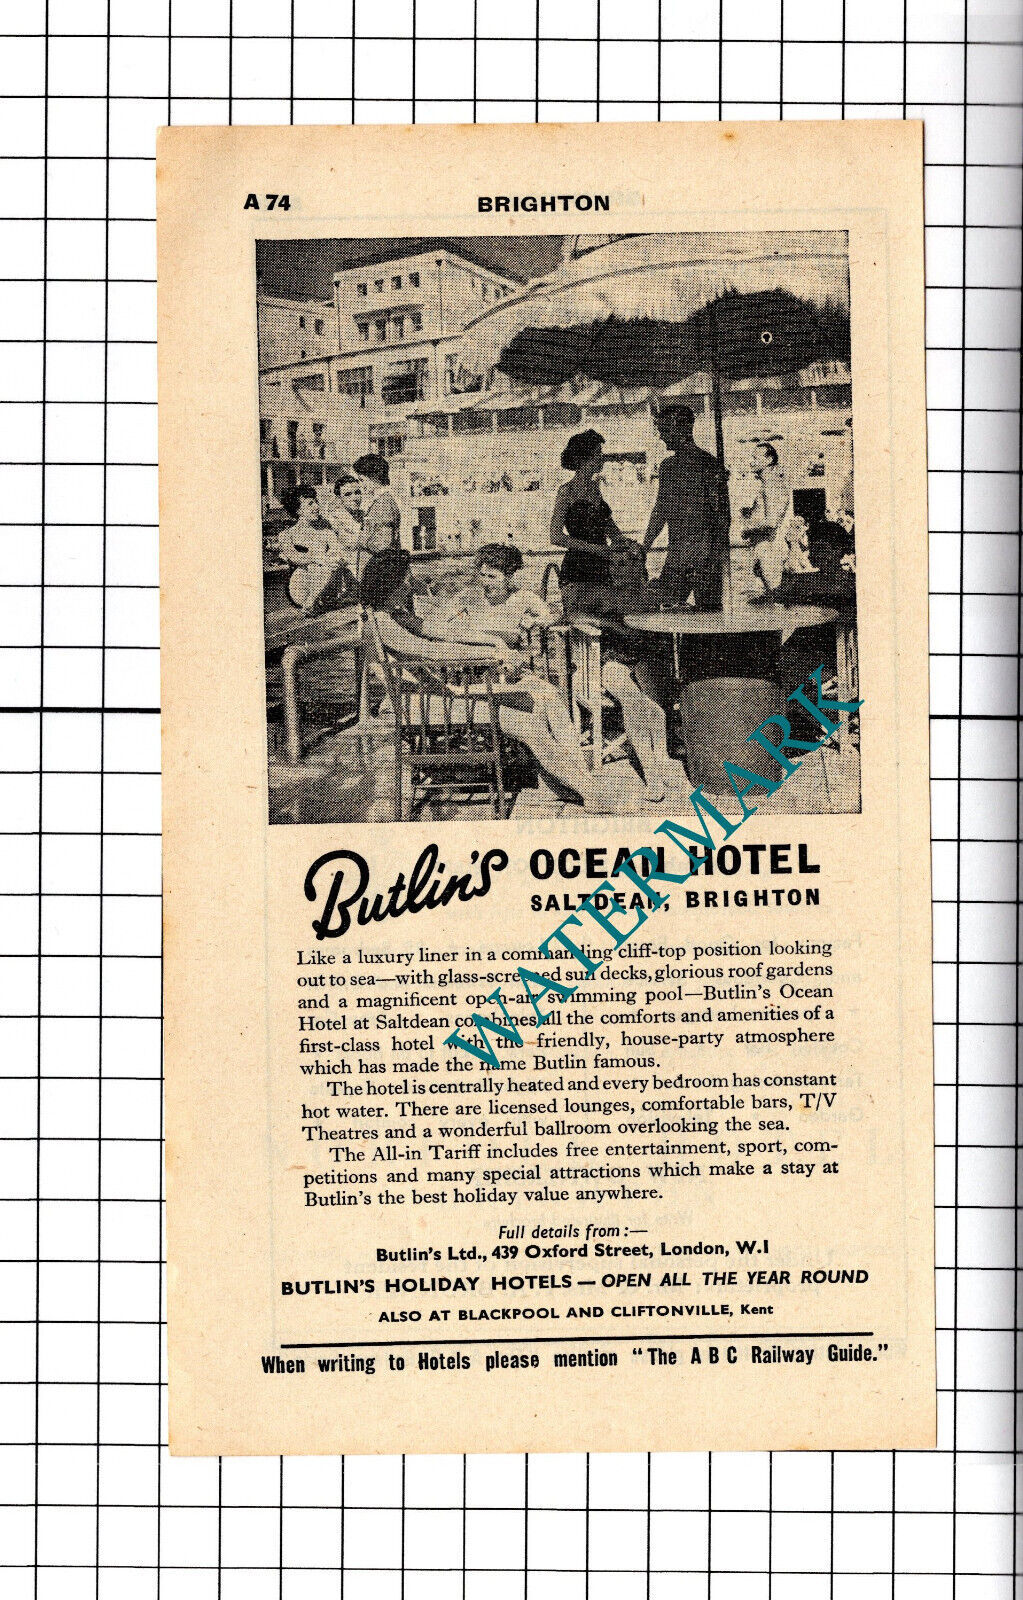 A 74
BRIGHTON
Butlin's OCEAN HOTEL
SALTDEAN, BRIGHTON
Like a luxury liner in a commanding cliff-top position looking
out to sea—with glass-screened sun decks, glorious roof gardens
and a magnificent open-air swimming pool—Butlin's Ocean
Hotel at Saltdean combines all the comforts and amenities of a
first-class hotel with the friendly, house-party atmosphere
which has made the name Butlin famous.
The hotel is centrally heated and every bedroom has constant
hot water. There are licensed lounges, comfortable bars, T/V
Theatres and a wonderful ballroom overlooking the sea.
The All-in Tariff includes free entertainment, sport, com-
petitions and many special attractions which make a stay at
Butlin's the best holiday value anywhere.
Full details from :—
Butlin's Ltd., 439 Oxford Street, London, W.1
BUTLIN'S HOLIDAY HOTELS — OPEN ALL THE YEAR ROUND
ALSO AT BLACKPOOL AND CLIFTONVILLE, Kent
When writing to Hotels please mention "The A B C Railway Guide."
WATERMARK